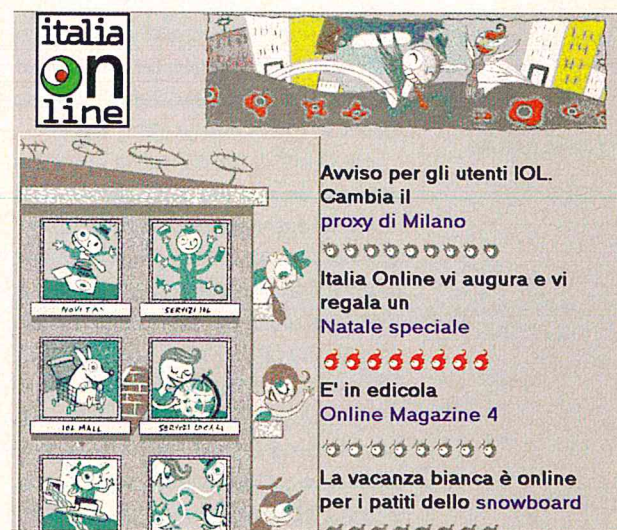 italia
on
line
NOVITA'
SERVIZI IOL
IOL MALL
SERVIZI LOCALI
Avviso per gli utenti IOL.
Cambia il
proxy di Milano
Italia Online vi augura e vi
regala un
Natale speciale
E' in edicola
Online Magazine 4
La vacanza bianca è online
per i patiti dello snowboard